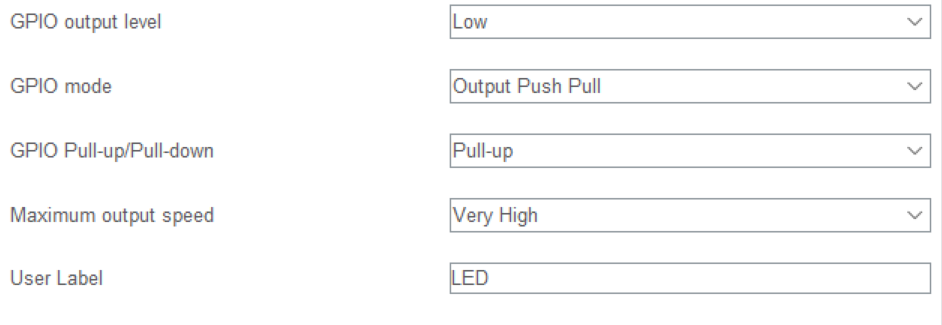 GPIO output level Low
GPIO mode Output Push Pull
GPIO Pull-up/Pull-down Pull-up
Maximum output speed Very High
User Label LED